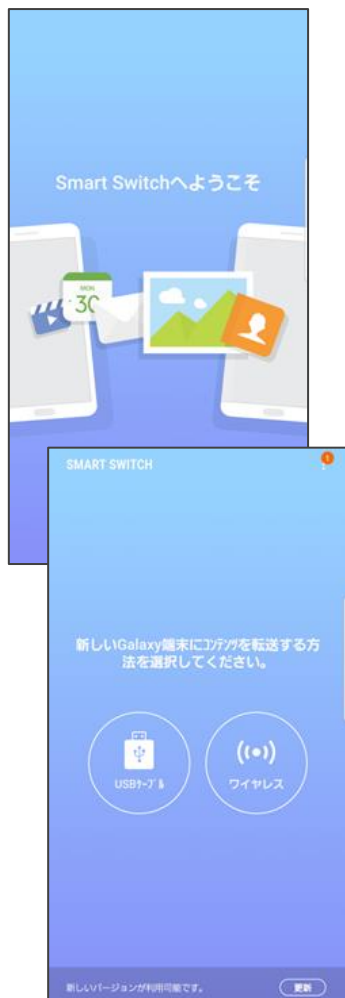 Smart Switchへようこそ
MON
30
SMART SWITCH
1
新しいGalaxy端末にｺﾝﾃﾝﾂを転送する方
法を選択してください。
USBｹｰﾌﾞﾙ
ワイヤレス
新しいバージョンが利用可能です。
更新